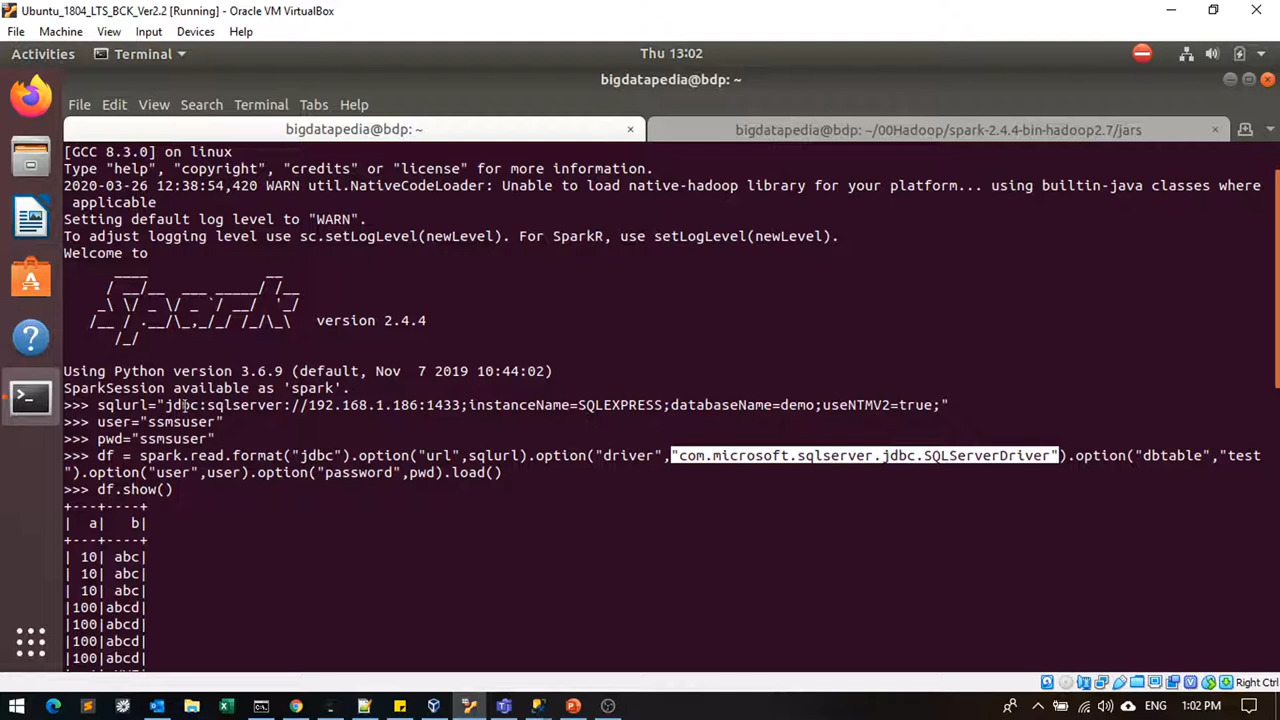 Ubuntu_1804_LTS_BCK_Ver2.2 [Running] - Oracle VM VirtualBox
File Machine View Input Devices Help
Activities Terminal Thu 13:02
bigdatapedia@bdp: ~
File Edit View Search Terminal Tabs Help
bigdatapedia@bdp: ~ bigdatapedia@bdp: ~/00Hadoop/spark-2.4.4-bin-hadoop2.7/jars
[GCC 8.3.0] on linux
Type "help", "copyright", "credits" or "license" for more information.
2020-03-26 12:38:54,420 WARN util.NativeCodeLoader: Unable to load native-hadoop library for your platform... using builtin-java classes where
applicable
Setting default log level to "WARN".
To adjust logging level use sc.setLogLevel(newLevel). For SparkR, use setLogLevel(newLevel).
Welcome to
Spark version 2.4.4
Using Python version 3.6.9 (default, Nov  7 2019 10:44:02)
SparkSession available as 'spark'.
>>> sqlurl="jdbc:sqlserver://192.168.1.186:1433;instanceName=SQLEXPRESS;databaseName=demo;useNTMV2=true;"
>>> user="ssmsuser"
>>> pwd="ssmsuser"
>>> df = spark.read.format("jdbc").option("url",sqlurl).option("driver","com.microsoft.sqlserver.jdbc.SQLServerDriver").option("dbtable","test
").option("user",user).option("password",pwd).load()
>>> df.show()
+---+----+
|  a|   b|
+---+----+
| 10| abc|
| 10| abc|
| 10| abc|
|100|abcd|
|100|abcd|
|100|abcd|
|100|abcd|
Right Ctrl
ENG 1:02 PM